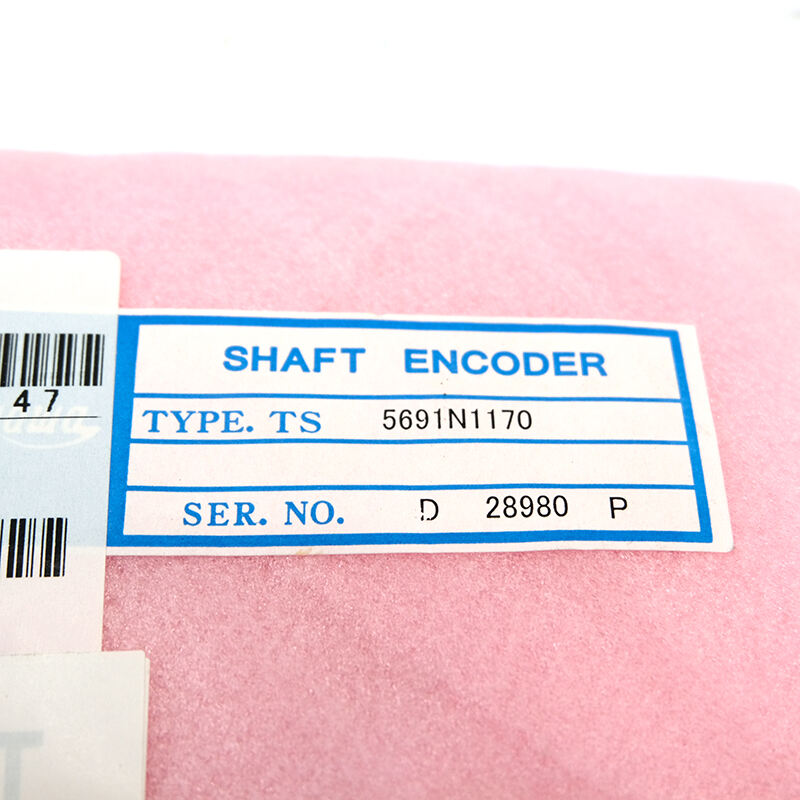 SHAFT ENCODER
TYPE. TS 5691N1170
47
SER. NO. D 28980 P